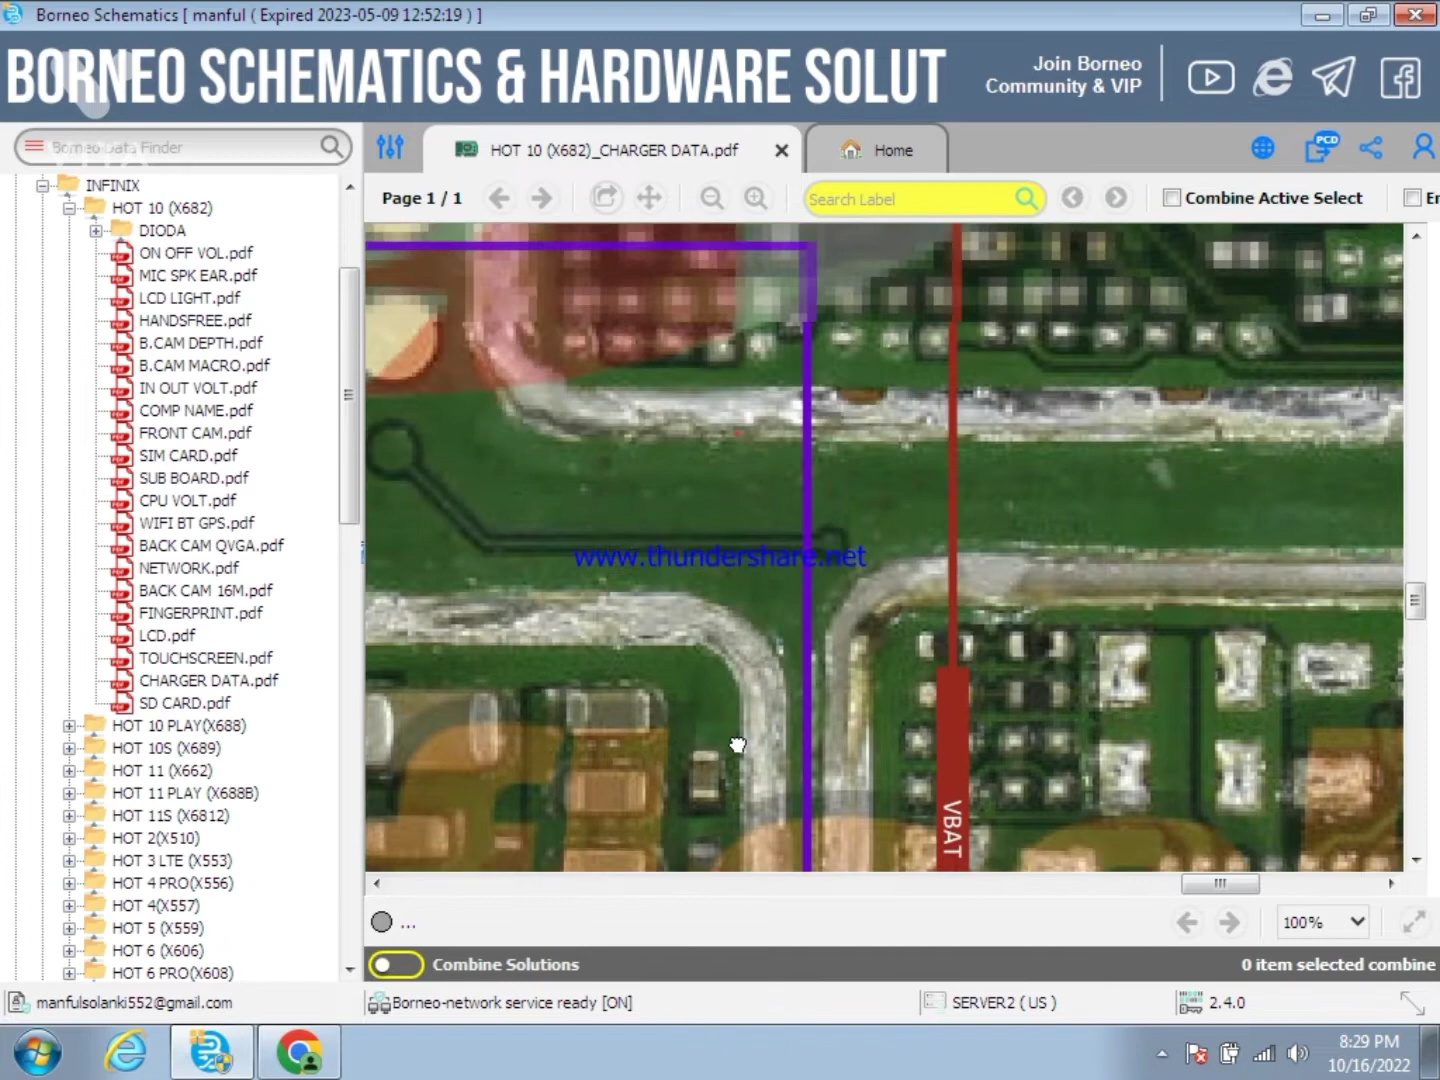 Borneo Schematics [ manful ( Expired 2023-05-09 12:52:19 ) ]
BORNEO SCHEMATICS & HARDWARE SOLUT
Join Borneo
Community & VIP
Borneo Data Finder
HOT 10 (X682)_CHARGER DATA.pdf
Home
PCD
Page 1 / 1
Search Label
Combine Active Select
En
INFINIX
HOT 10 (X682)
DIODA
ON OFF VOL.pdf
MIC SPK EAR.pdf
LCD LIGHT.pdf
HANDSFREE.pdf
B.CAM DEPTH.pdf
B.CAM MACRO.pdf
IN OUT VOLT.pdf
COMP NAME.pdf
FRONT CAM.pdf
SIM CARD.pdf
SUB BOARD.pdf
CPU VOLT.pdf
WIFI BT GPS.pdf
BACK CAM QVGA.pdf
NETWORK.pdf
BACK CAM 16M.pdf
FINGERPRINT.pdf
LCD.pdf
TOUCHSCREEN.pdf
CHARGER DATA.pdf
SD CARD.pdf
HOT 10 PLAY(X688)
HOT 10S (X689)
HOT 11 (X662)
HOT 11 PLAY (X688B)
HOT 11S (X6812)
HOT 2(X510)
HOT 3 LTE (X553)
HOT 4 PRO(X556)
HOT 4(X557)
HOT 5 (X559)
HOT 6 (X606)
HOT 6 PRO(X608)
www.thundershare.net
VBAT
...
100%
Combine Solutions
0 item selected combine
manfulsolanki552@gmail.com
Borneo-network service ready [ON]
SERVER2 ( US )
2.4.0
8:29 PM
10/16/2022